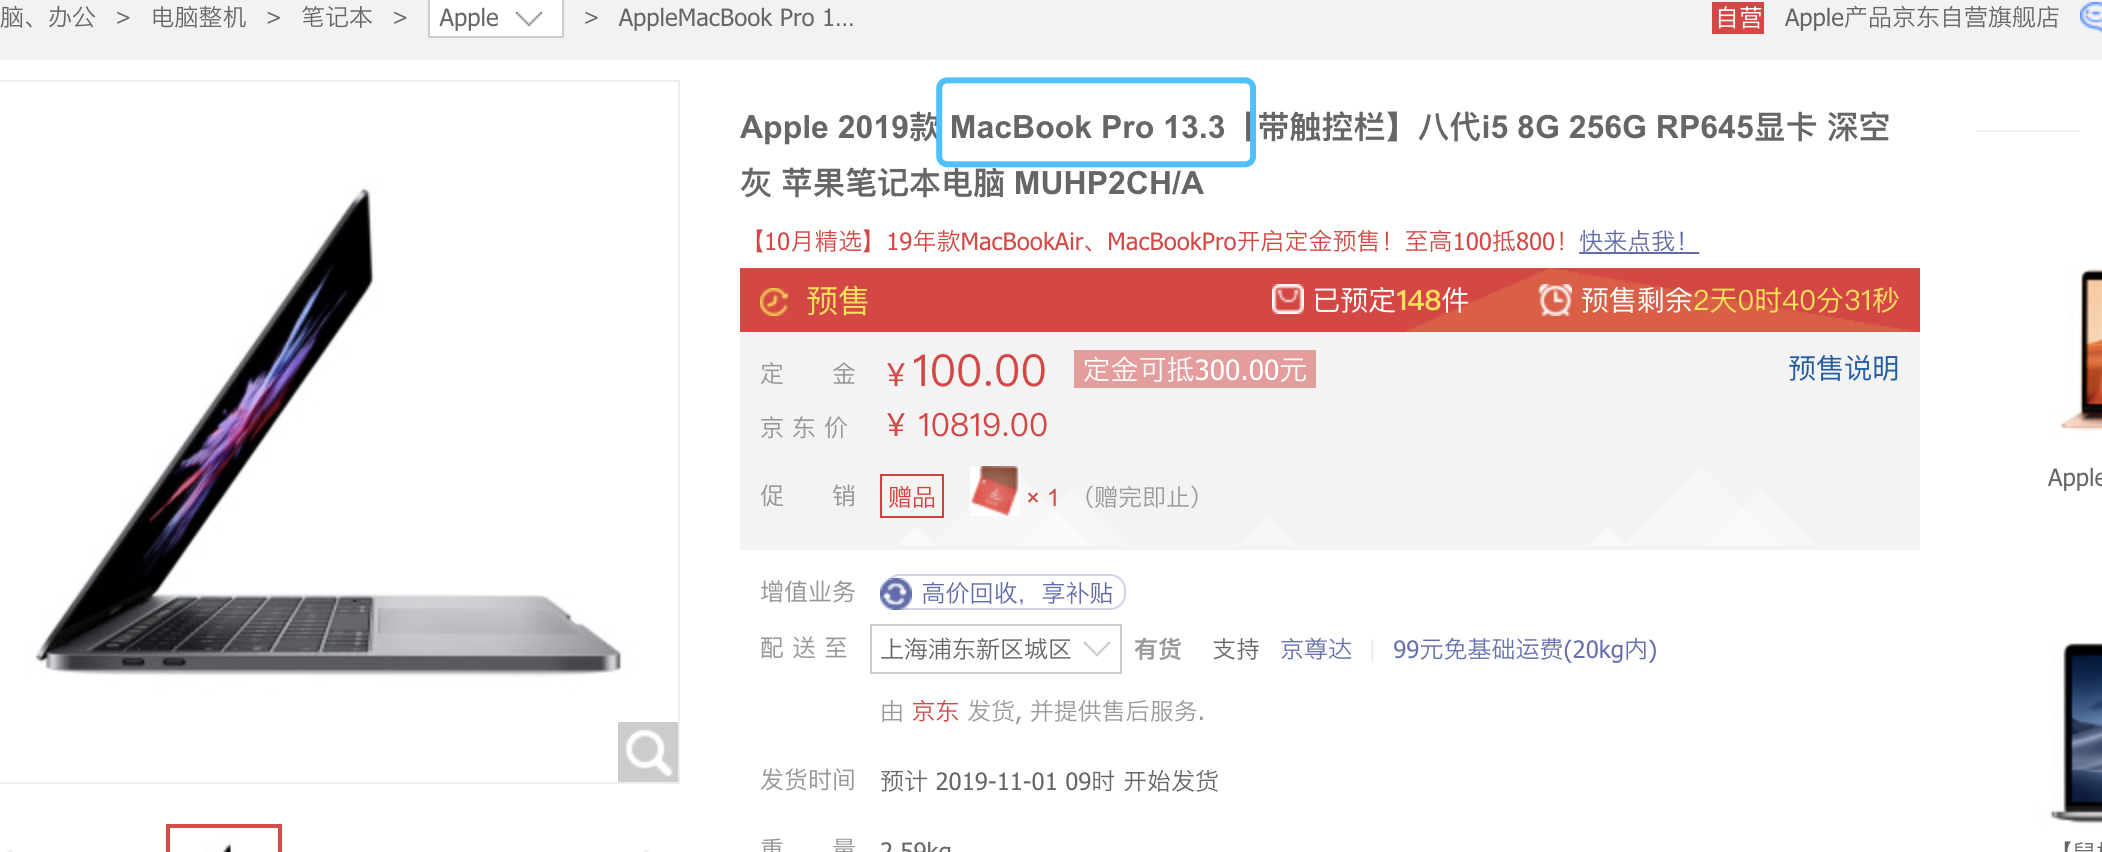 脑、办公 > 电脑整机 > 笔记本 > Apple > AppleMacBook Pro 1...
自营 Apple产品京东自营旗舰店
Apple 2019款 MacBook Pro 13.3【带触控栏】八代i5 8G 256G RP645显卡 深空
灰 苹果笔记本电脑 MUHP2CH/A
【10月精选】19年款MacBookAir、MacBookPro开启定金预售！至高100抵800！快来点我！
预售 已预定148件 预售剩余2天0时40分31秒
定 金 ¥100.00 定金可抵300.00元 预售说明
京东价 ¥ 10819.00
促 销 赠品 × 1 （赠完即止）
增值业务 高价回收，享补贴
配送至 上海浦东新区城区 有货 支持 京尊达 | 99元免基础运费(20kg内)
由 京东 发货, 并提供售后服务.
发货时间 预计 2019-11-01 09时 开始发货
重 量 2.59kg
Apple